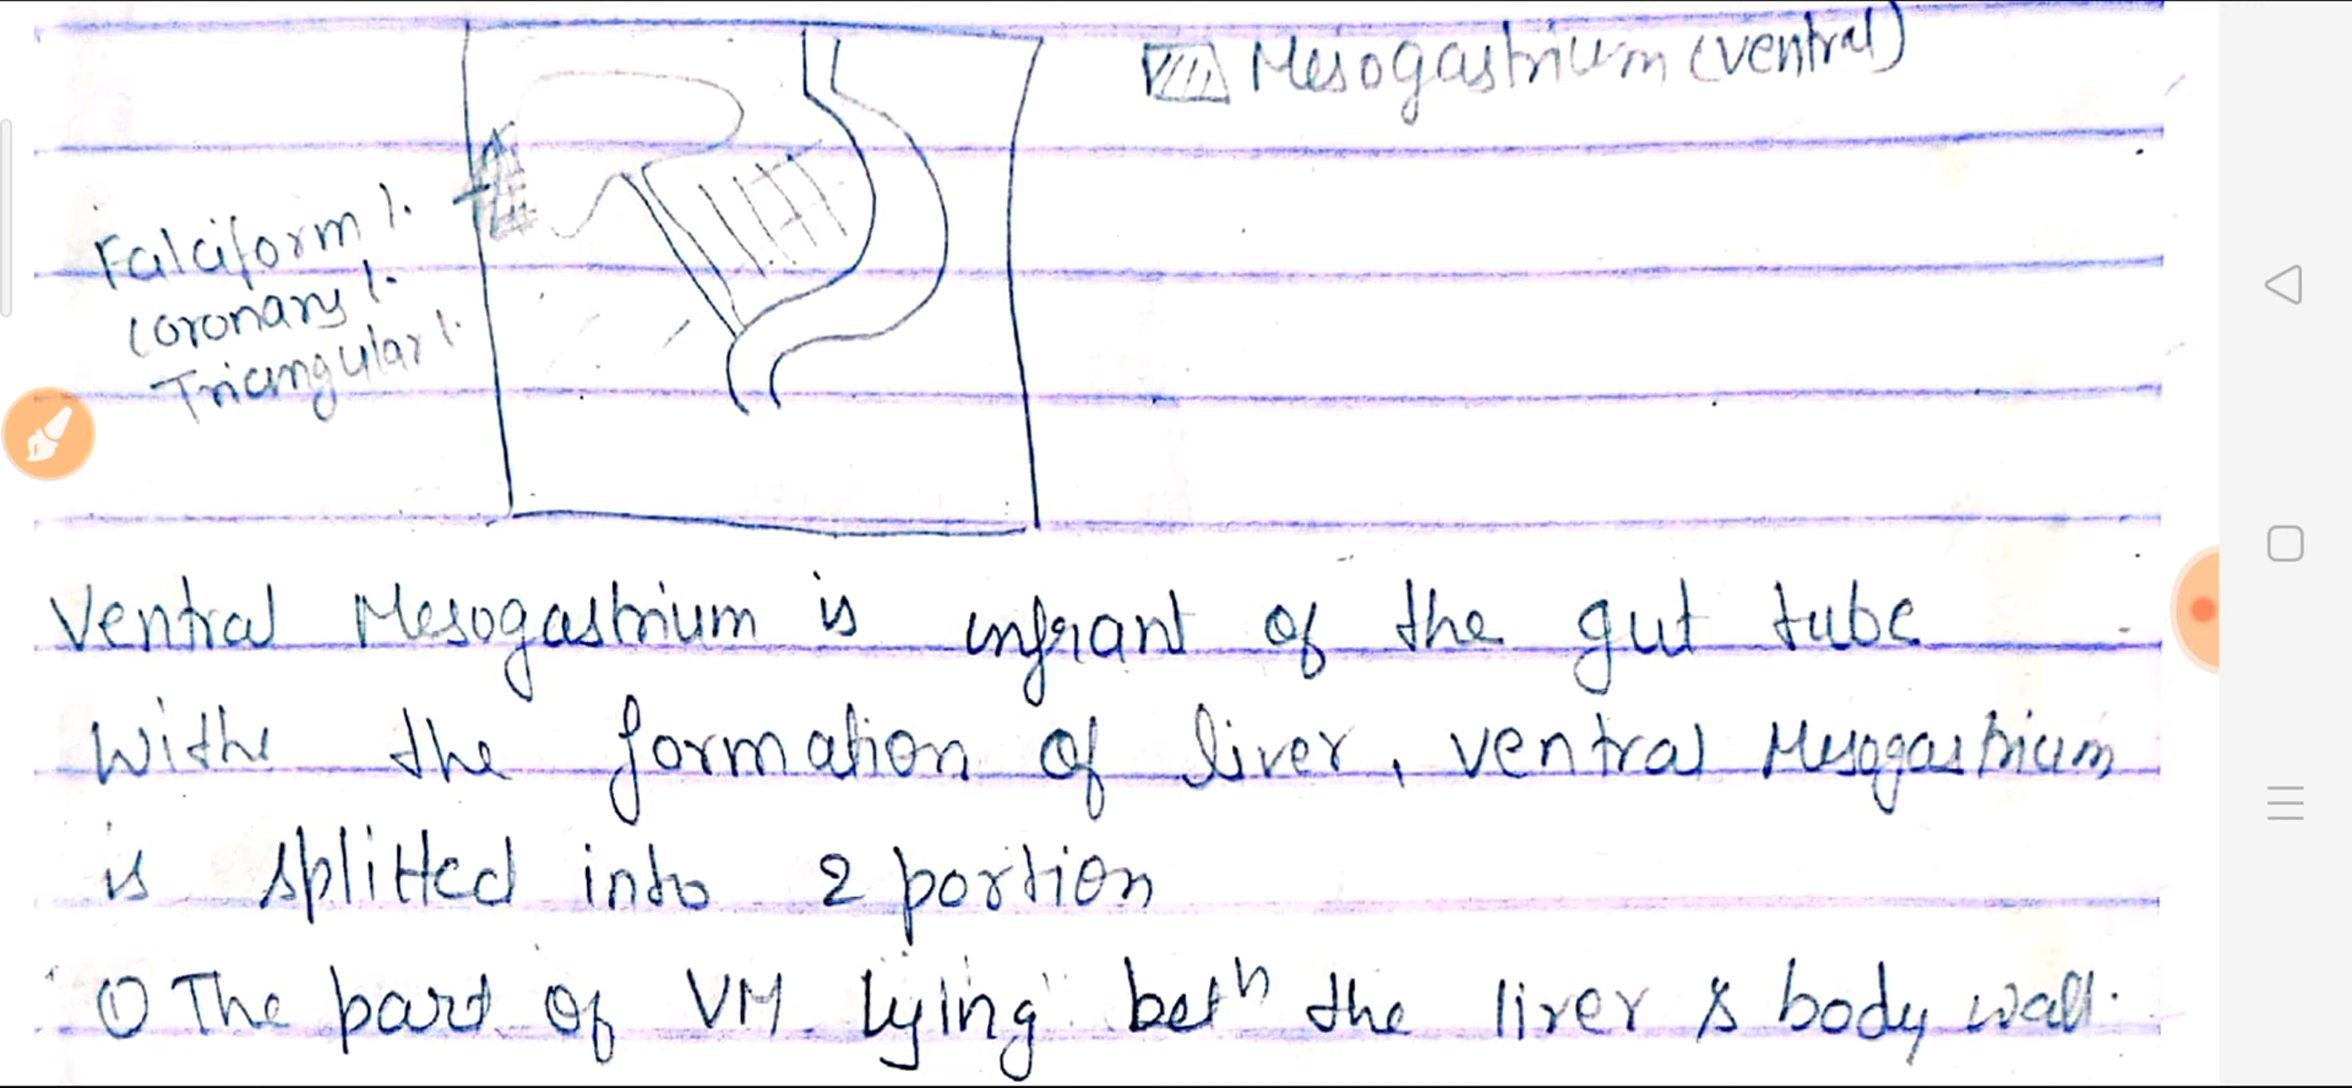 Mesogastrium (ventral)
Falciform l.
Coronary l.
Triangular l.
Ventral Mesogastrium is infrant of the gut tube
Withe the formation of liver, ventral Mesogastrium
is splitted into 2 portion
① The part of VM lying betⁿ the liver & body wall.